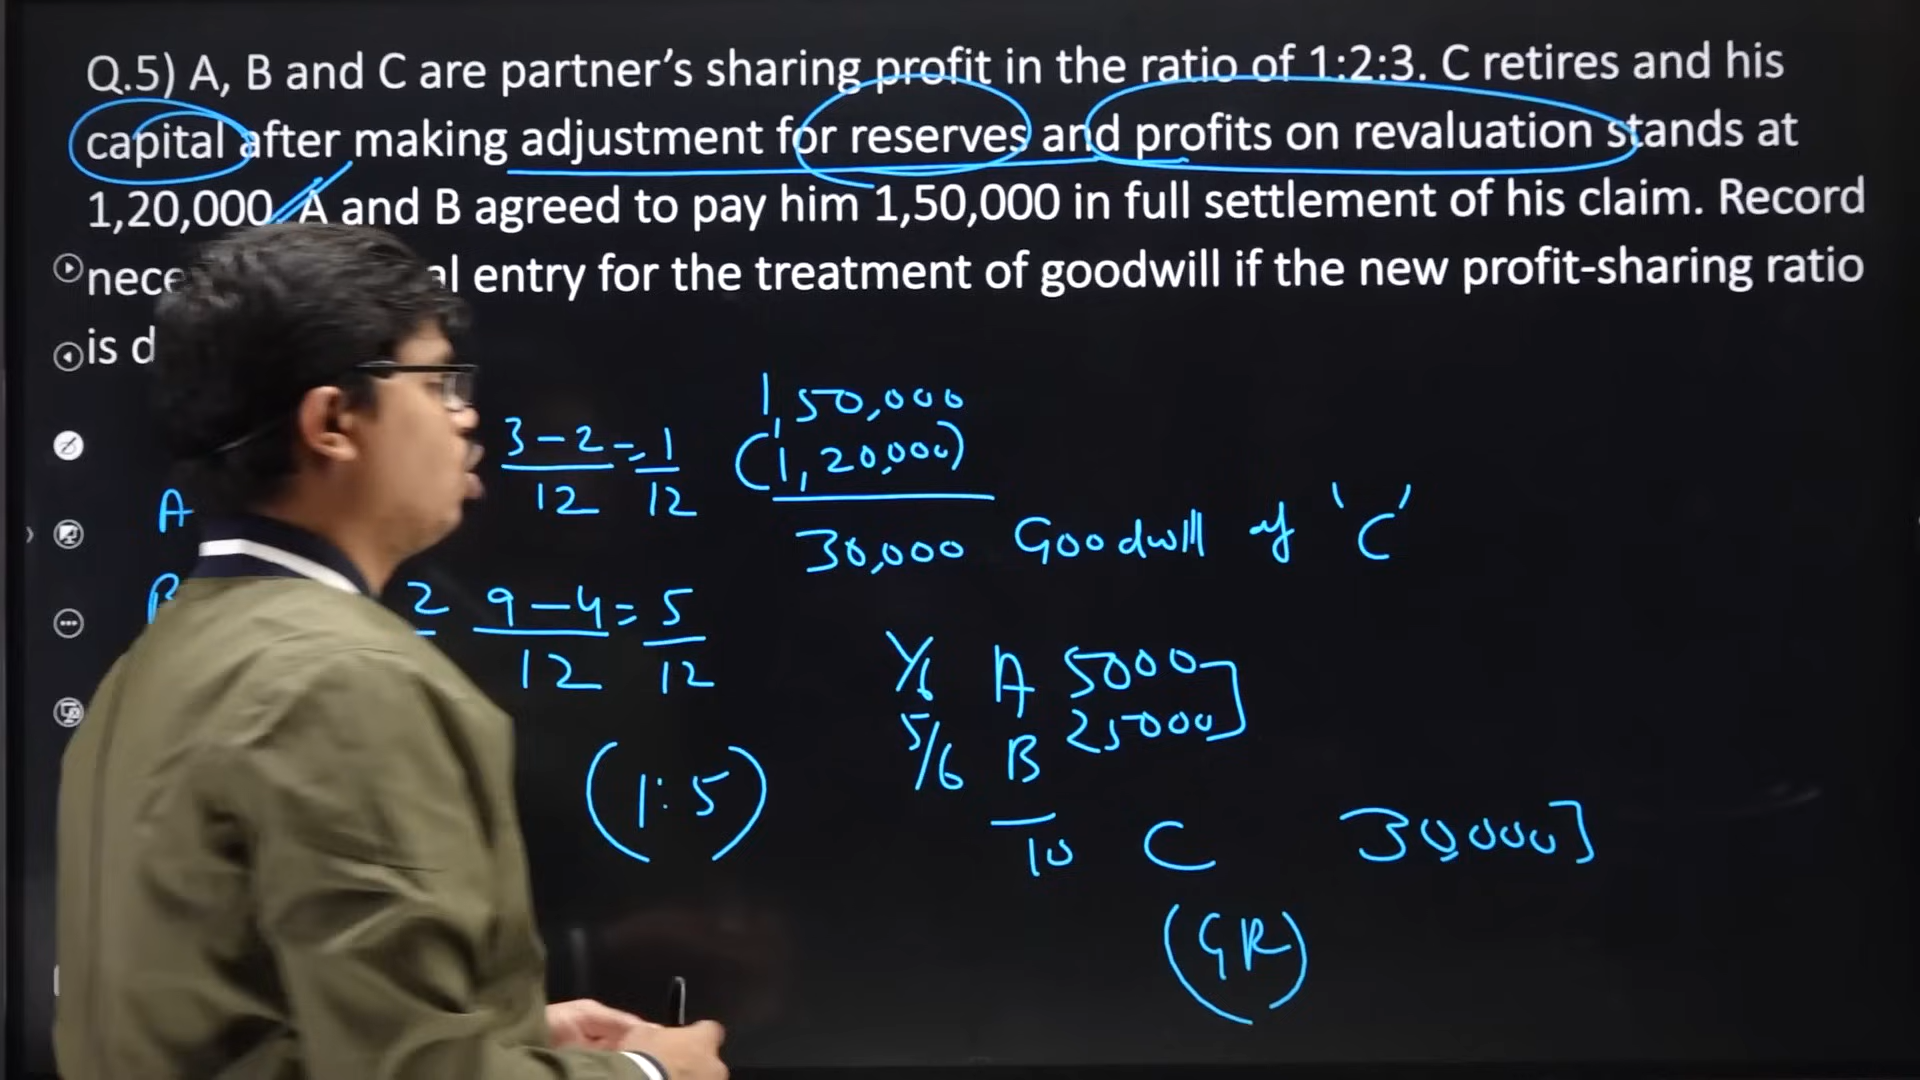 Q.5) A, B and C are partner's sharing profit in the ratio of 1:2:3. C retires and his
capital after making adjustment for reserves and profits on revaluation stands at
1,20,000. A and B agreed to pay him 1,50,000 in full settlement of his claim. Record
entry for the treatment of goodwill if the new profit-sharing ratio
is
1,50,000
3-2 = 1
12 12
(1,20,000)
A
30,000 Goodwill of 'C'
B
2 9-4 = 5
12 12
1/6 A 5000
5/6 B 25000
(1:5)
To C 30,000
(GR)